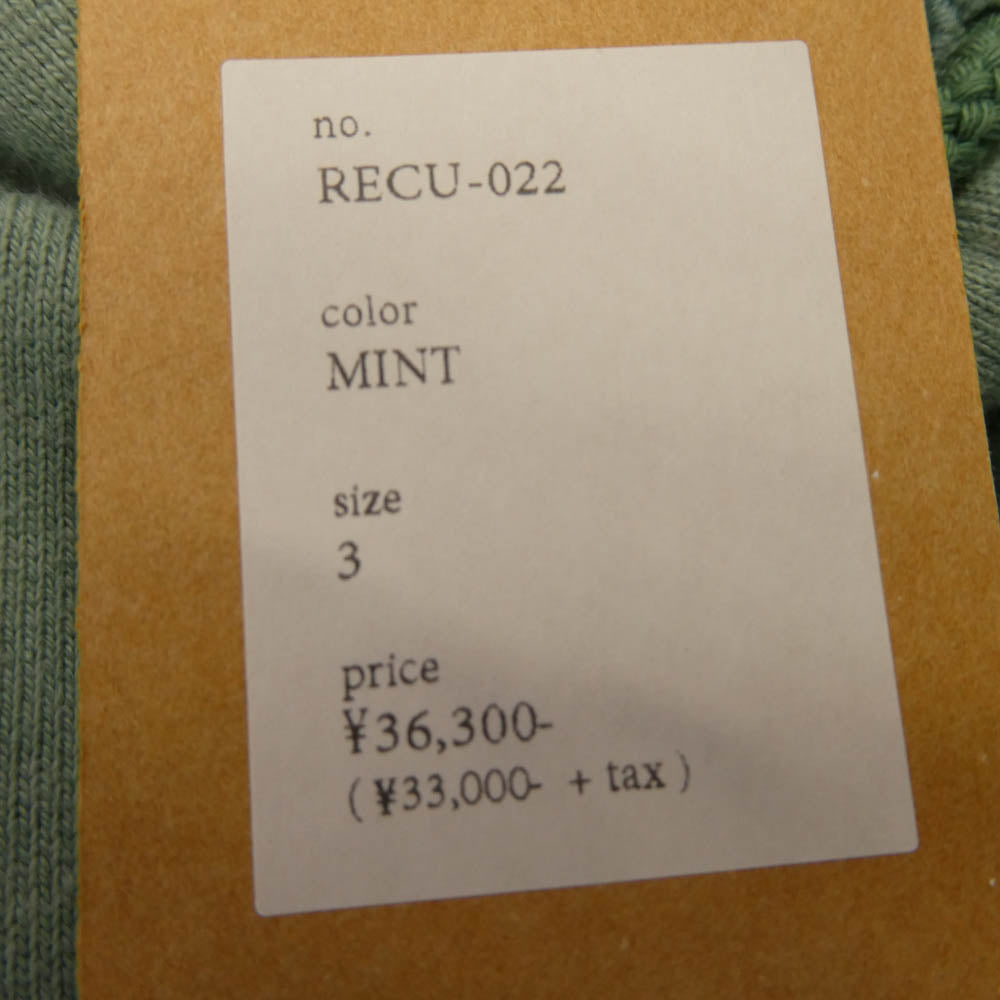 no.
RECU-022
color
MINT
size
3
price
¥36,300-
( ¥33,000- + tax )